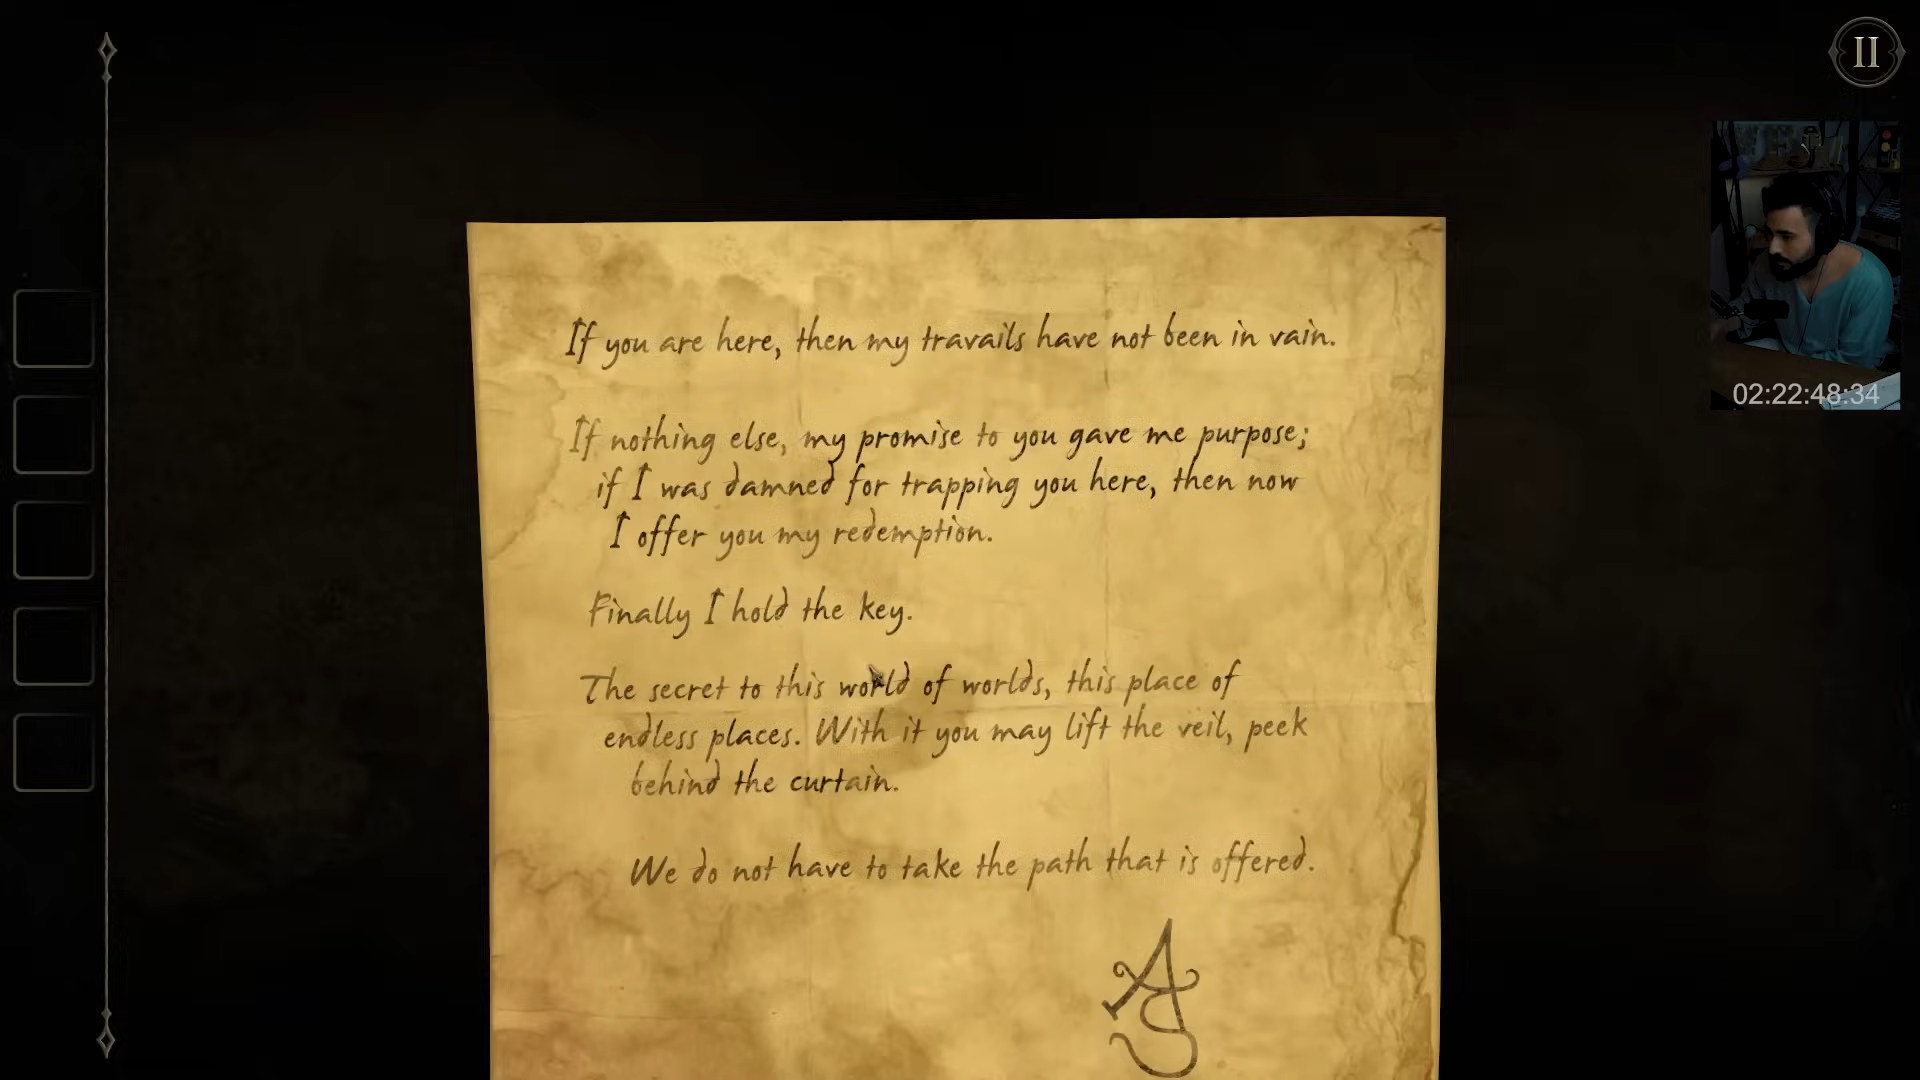 If you are here, then my travails have not been in vain.
If nothing else, my promise to you gave me purpose;
if I was damned for trapping you here, then now
I offer you my redemption.
Finally I hold the key.
The secret to this world of worlds, this place of
endless places. With it you may lift the veil, peek
behind the curtain.
We do not have to take the path that is offered.
AS
02:22:48:34